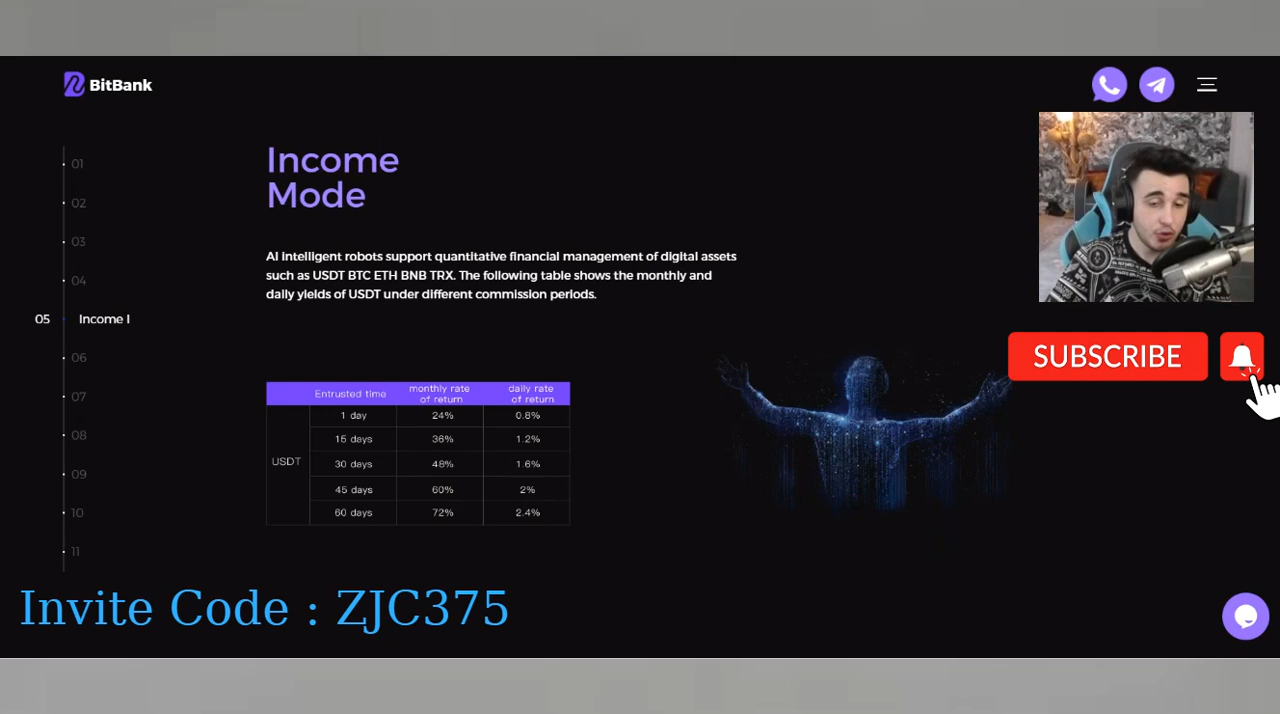 BitBank
Income
Mode
AI intelligent robots support quantitative financial management of digital assets
such as USDT BTC ETH BNB TRX. The following table shows the monthly and
daily yields of USDT under different commission periods.
01
02
03
04
05 Income I
06
07
08
09
10
11
SUBSCRIBE
Entrusted time monthly rate of return daily rate of return
USDT
1 day 24% 0.8%
15 days 36% 1.2%
30 days 48% 1.6%
45 days 60% 2%
60 days 72% 2.4%
Invite Code : ZJC375